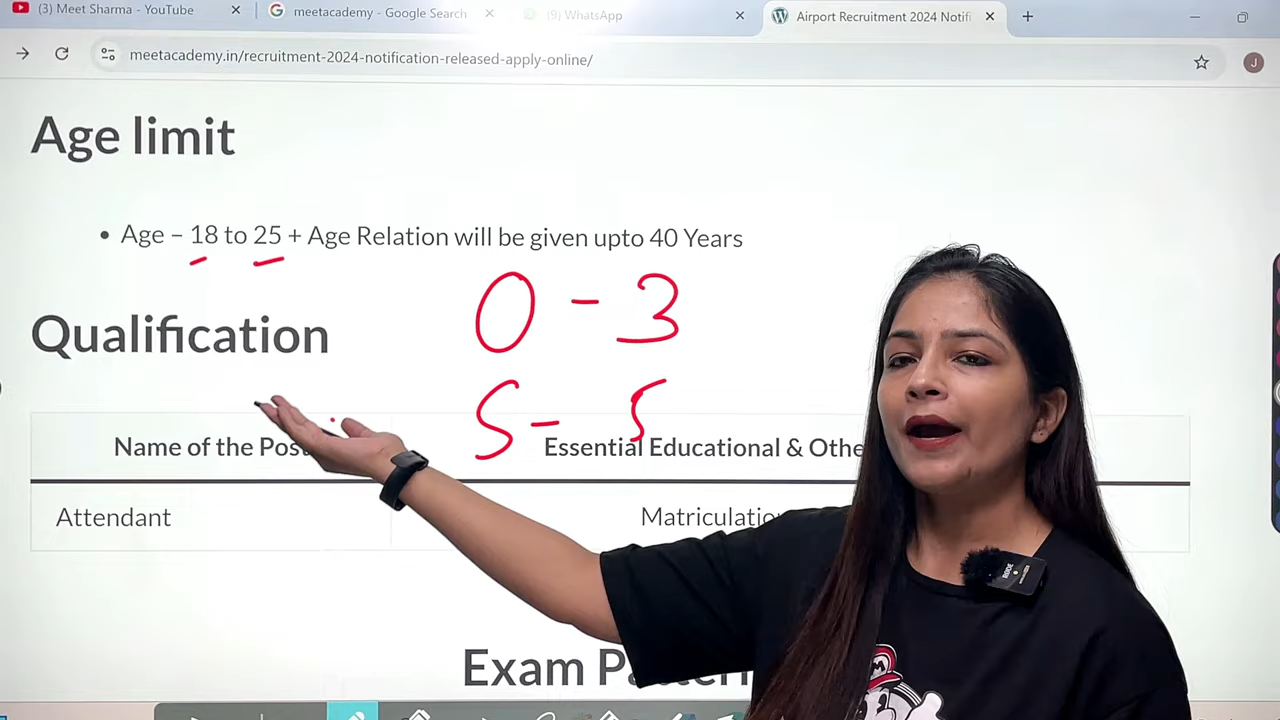 (3) Meet Sharma - YouTube
meetacademy - Google Search
(9) WhatsApp
Airport Recruitment 2024 Notifi
meetacademy.in/recruitment-2024-notification-released-apply-online/
J
Age limit
• Age – 18 to 25 + Age Relation will be given upto 40 Years
O - 3
Qualification
S - 5
Name of the Pos
Essential Educational & Othe
Attendant
Matriculatio
Exam Pattern
RODE